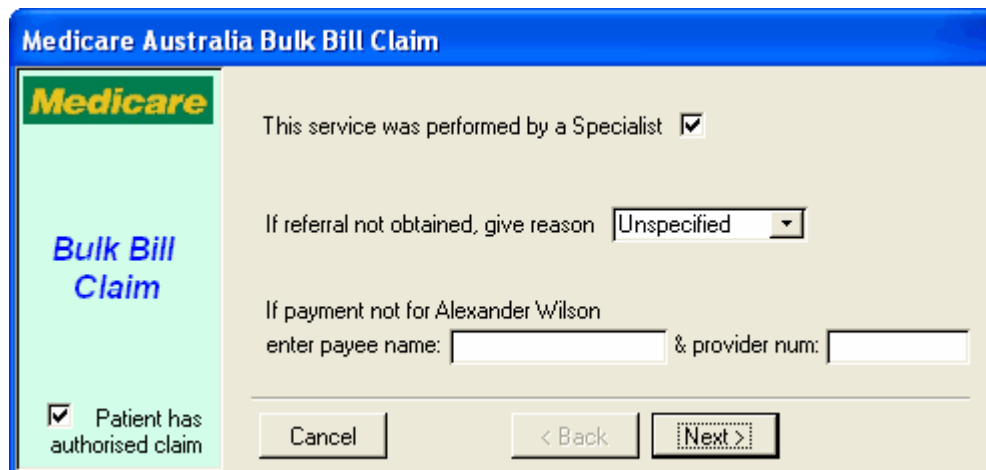 Medicare Australia Bulk Bill Claim
Medicare
Bulk Bill
Claim
Patient has
authorised claim
This service was performed by a Specialist
If referral not obtained, give reason Unspecified
If payment not for Alexander Wilson
enter payee name: & provider num:
Cancel < Back Next >